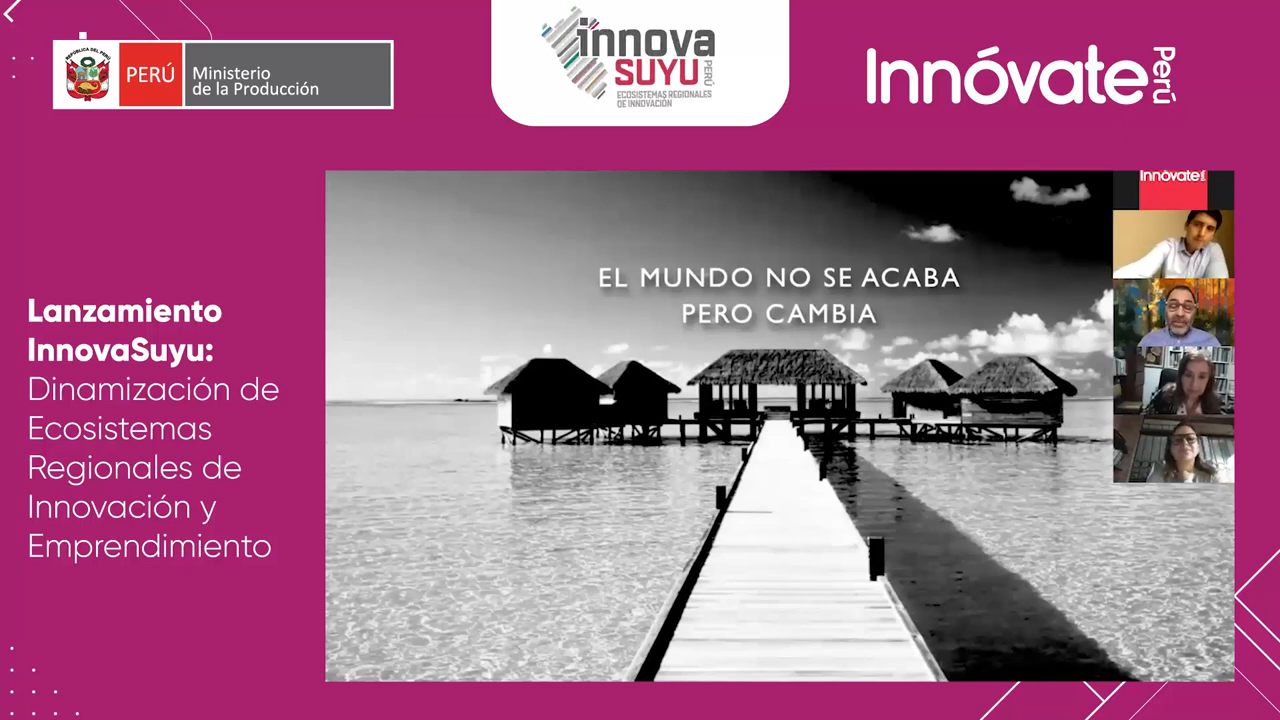 REPÚBLICA DEL PERÚ
PERÚ
Ministerio
de la Producción
innova
SUYU
PERÚ
ECOSISTEMAS REGIONALES
DE INNOVACIÓN
Innóvate
Perú
Innóvate
EL MUNDO NO SE ACABA
PERO CAMBIA
Lanzamiento
InnovaSuyu:
Dinamización de
Ecosistemas
Regionales de
Innovación y
Emprendimiento